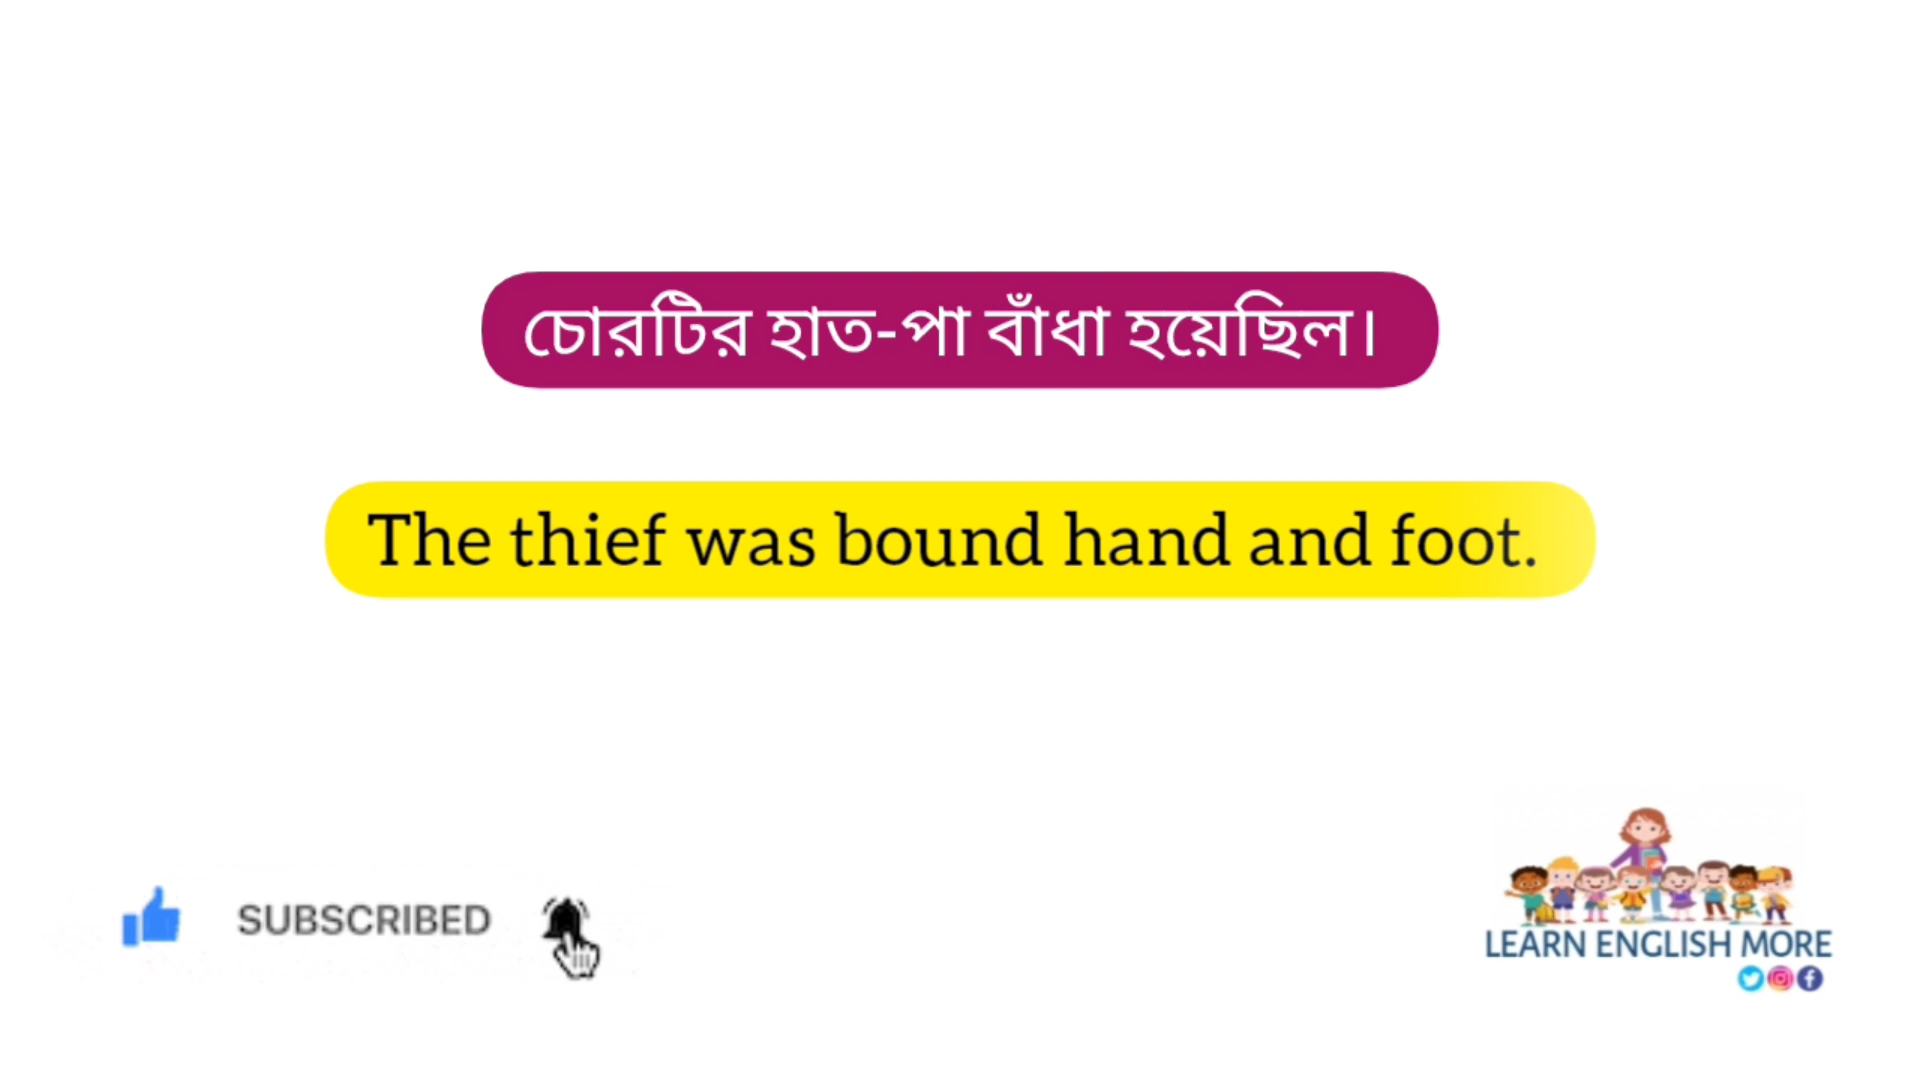 চোরটির হাত-পা বাঁধা হয়েছিল।
The thief was bound hand and foot.
SUBSCRIBED
LEARN ENGLISH MORE